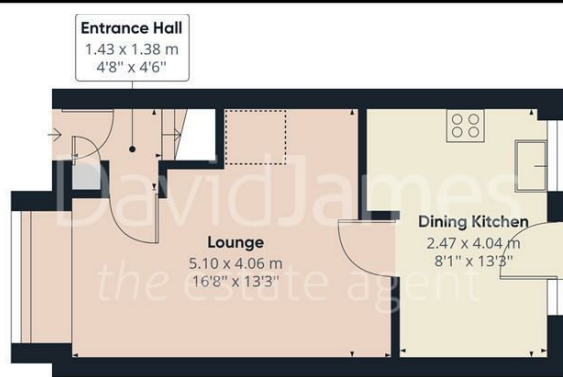 Entrance Hall
1.43 x 1.38 m
4'8" x 4'6"
DavidJames
the estate agent
Lounge
5.10 x 4.06 m
16'8" x 13'3"
Dining Kitchen
2.47 x 4.04 m
8'1" x 13'3"